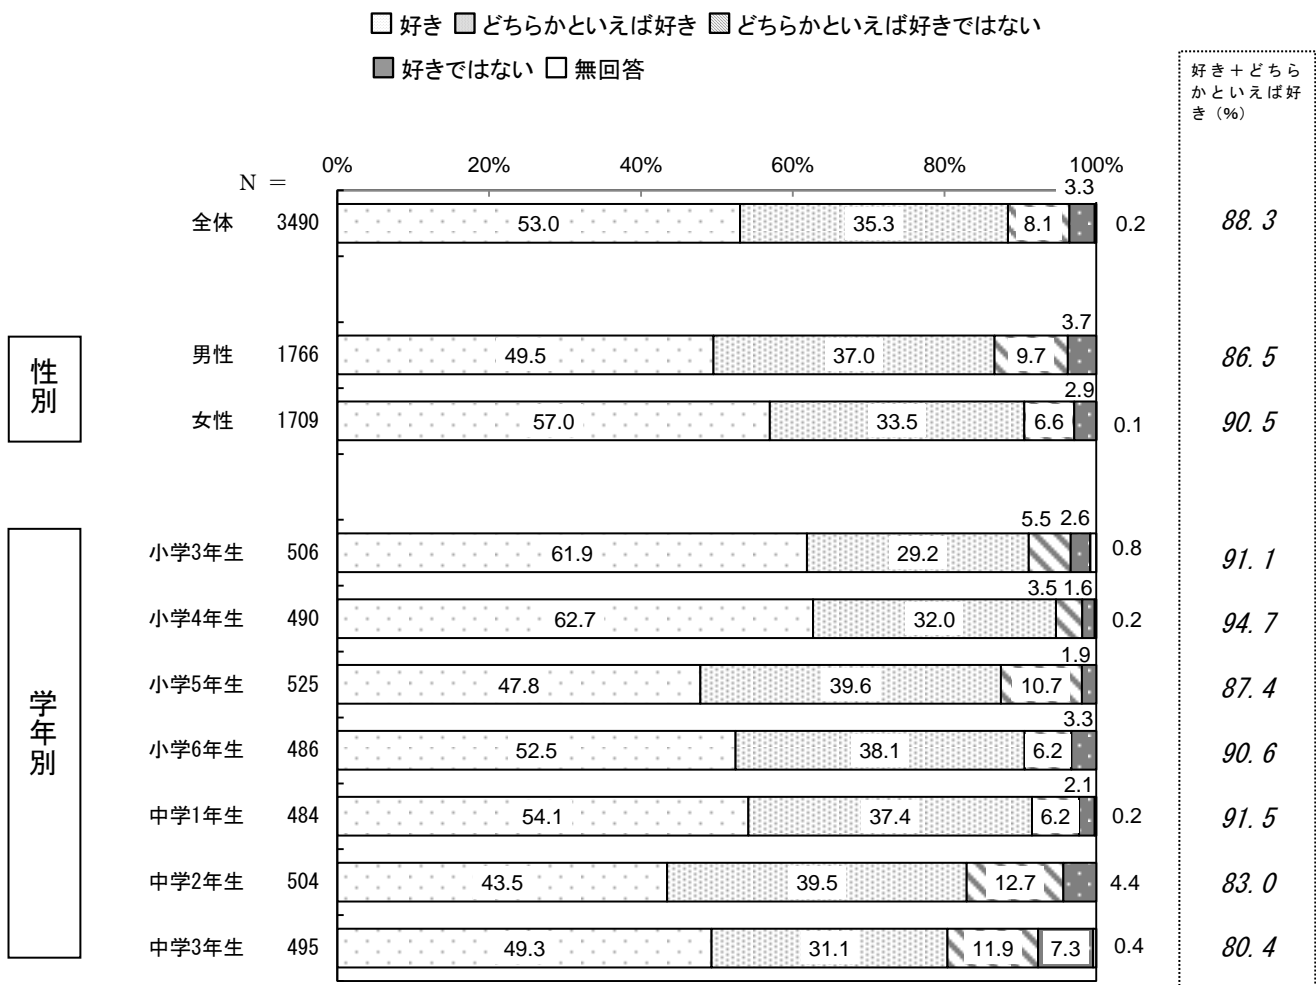 好き どちらかといえば好き どちらかといえば好きではない
好きではない 無回答
好き＋どちら
かといえば好
き（%）
0% 20% 40% 60% 80% 100%
N =
3.3
全体 3490 53.0 35.3 8.1 0.2 88.3
性別
3.7
男性 1766 49.5 37.0 9.7 86.5
2.9
女性 1709 57.0 33.5 6.6 0.1 90.5
学年別
5.5 2.6
小学3年生 506 61.9 29.2 0.8 91.1
3.5 1.6
小学4年生 490 62.7 32.0 0.2 94.7
1.9
小学5年生 525 47.8 39.6 10.7 87.4
3.3
小学6年生 486 52.5 38.1 6.2 90.6
2.1
中学1年生 484 54.1 37.4 6.2 0.2 91.5
中学2年生 504 43.5 39.5 12.7 4.4 83.0
中学3年生 495 49.3 31.1 11.9 7.3 0.4 80.4